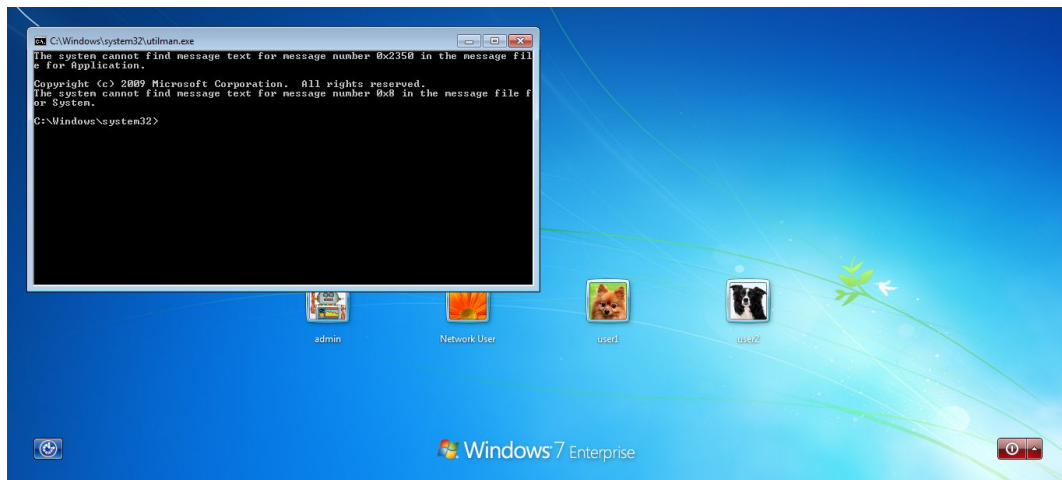 C:\Windows\system32\utilman.exe
The system cannot find message text for message number 0x2350 in the message fil
e for Application.
Copyright (c) 2009 Microsoft Corporation.  All rights reserved.
The system cannot find message text for message number 0x8 in the message file f
or System.
C:\Windows\system32>
admin
Network User
user1
user2
Windows 7 Enterprise